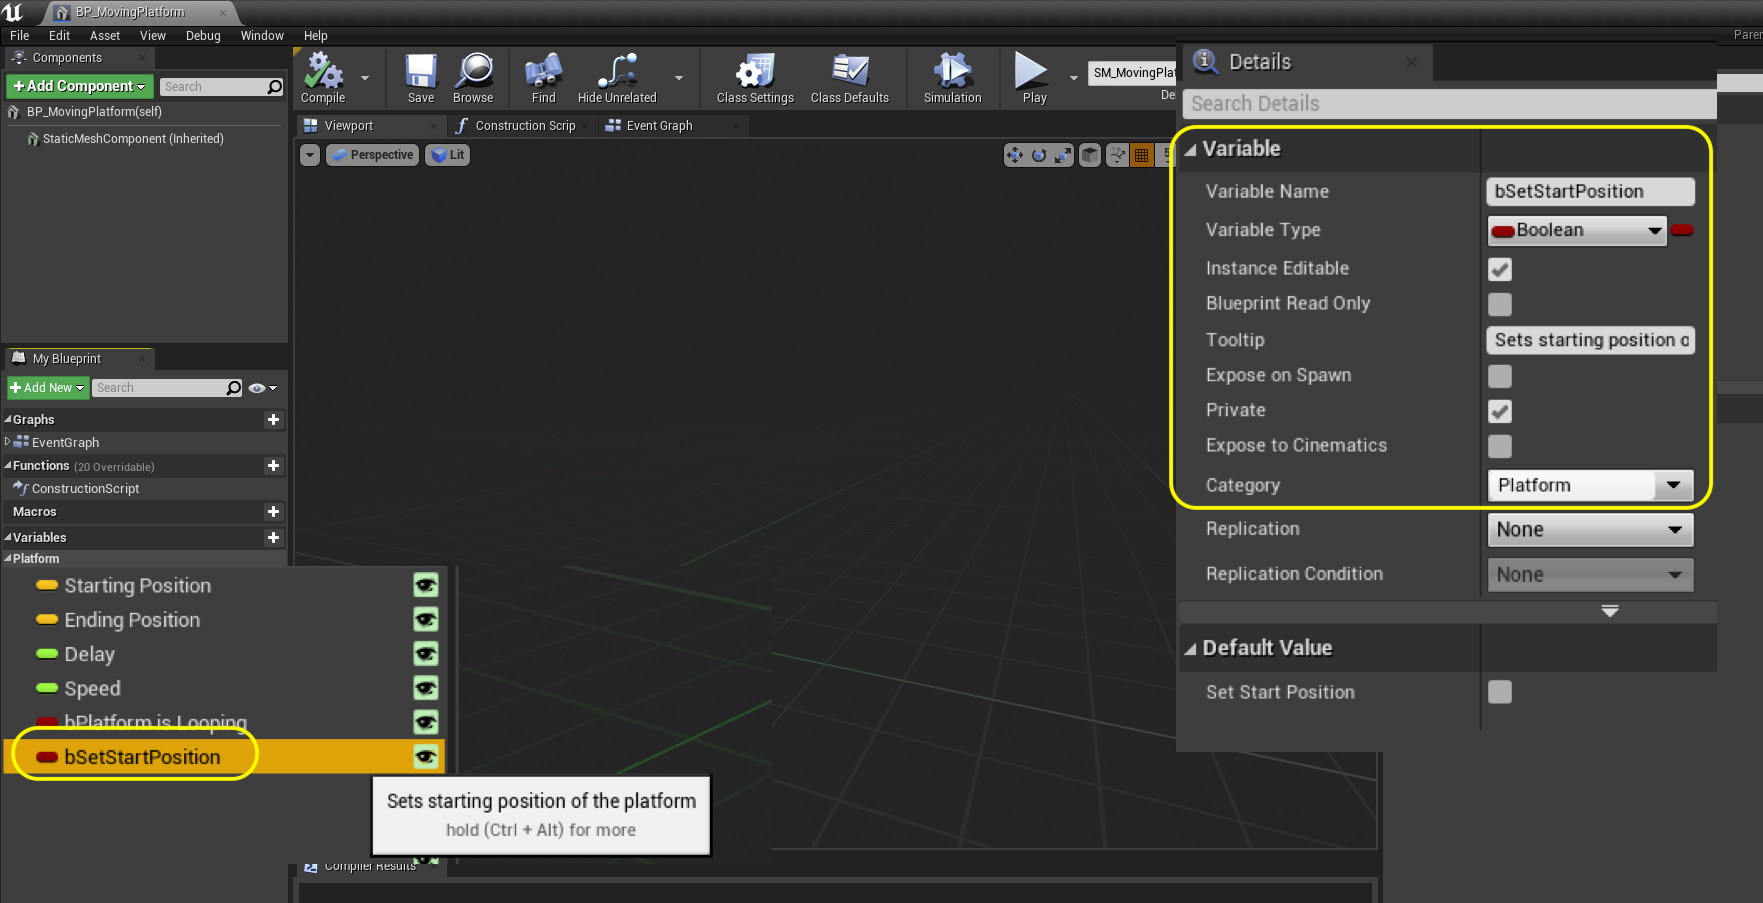 BP_MovingPlatform
File Edit Asset View Debug Window Help
Components
+Add Component
Search
BP_MovingPlatform(self)
StaticMeshComponent (Inherited)
Compile
Save
Browse
Find
Hide Unrelated
Class Settings
Class Defaults
Simulation
Play
Viewport
Construction Scrip
Event Graph
Perspective
Lit
My Blueprint
+Add New
Search
Graphs
EventGraph
Functions (20 Overridable)
ConstructionScript
Macros
Variables
Platform
Starting Position
Ending Position
Delay
Speed
bPlatform is Looping
bSetStartPosition
Sets starting position of the platform
hold (Ctrl + Alt) for more
Compiler Results
Details
Search Details
Variable
Variable Name bSetStartPosition
Variable Type Boolean
Instance Editable
Blueprint Read Only
Tooltip Sets starting position
Expose on Spawn
Private
Expose to Cinematics
Category Platform
Replication None
Replication Condition None
Default Value
Set Start Position